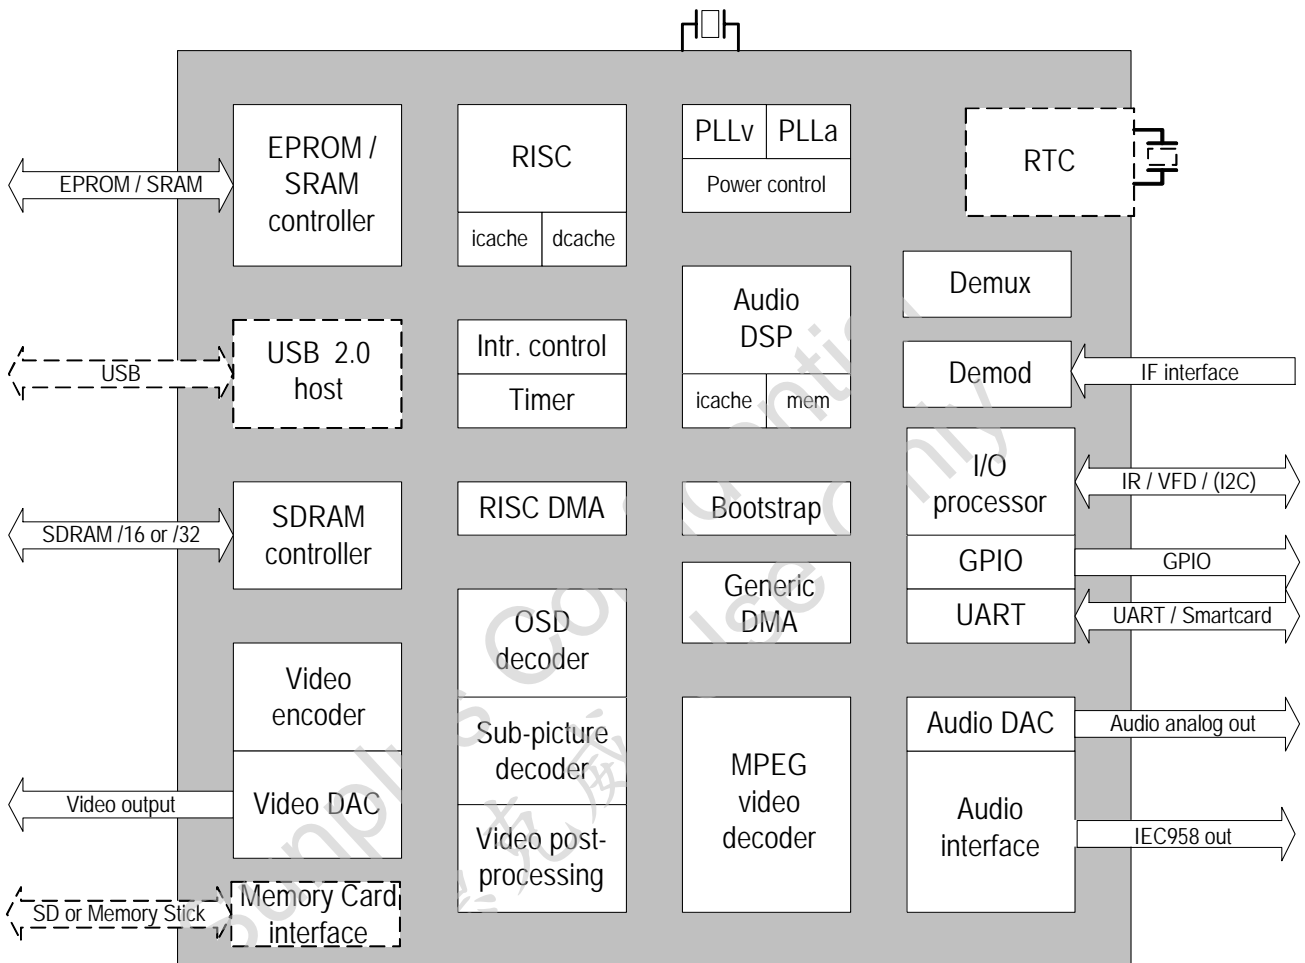 EPROM /
SRAM
controller
EPROM / SRAM
RISC
icache
dcache
PLLv
PLLa
Power control
RTC
USB 2.0
host
USB
Intr. control
Timer
Audio
DSP
icache
mem
Demux
Demod
IF interface
SDRAM
controller
SDRAM /16 or /32
RISC DMA
Bootstrap
Generic
DMA
I/O
processor
IR / VFD / (I2C)
GPIO
GPIO
UART
UART / Smartcard
Video
encoder
Video DAC
Video output
OSD
decoder
Sub-picture
decoder
Video post-
processing
MPEG
video
decoder
Audio DAC
Audio analog out
Audio
interface
IEC958 out
Memory Card
interface
SD or Memory Stick